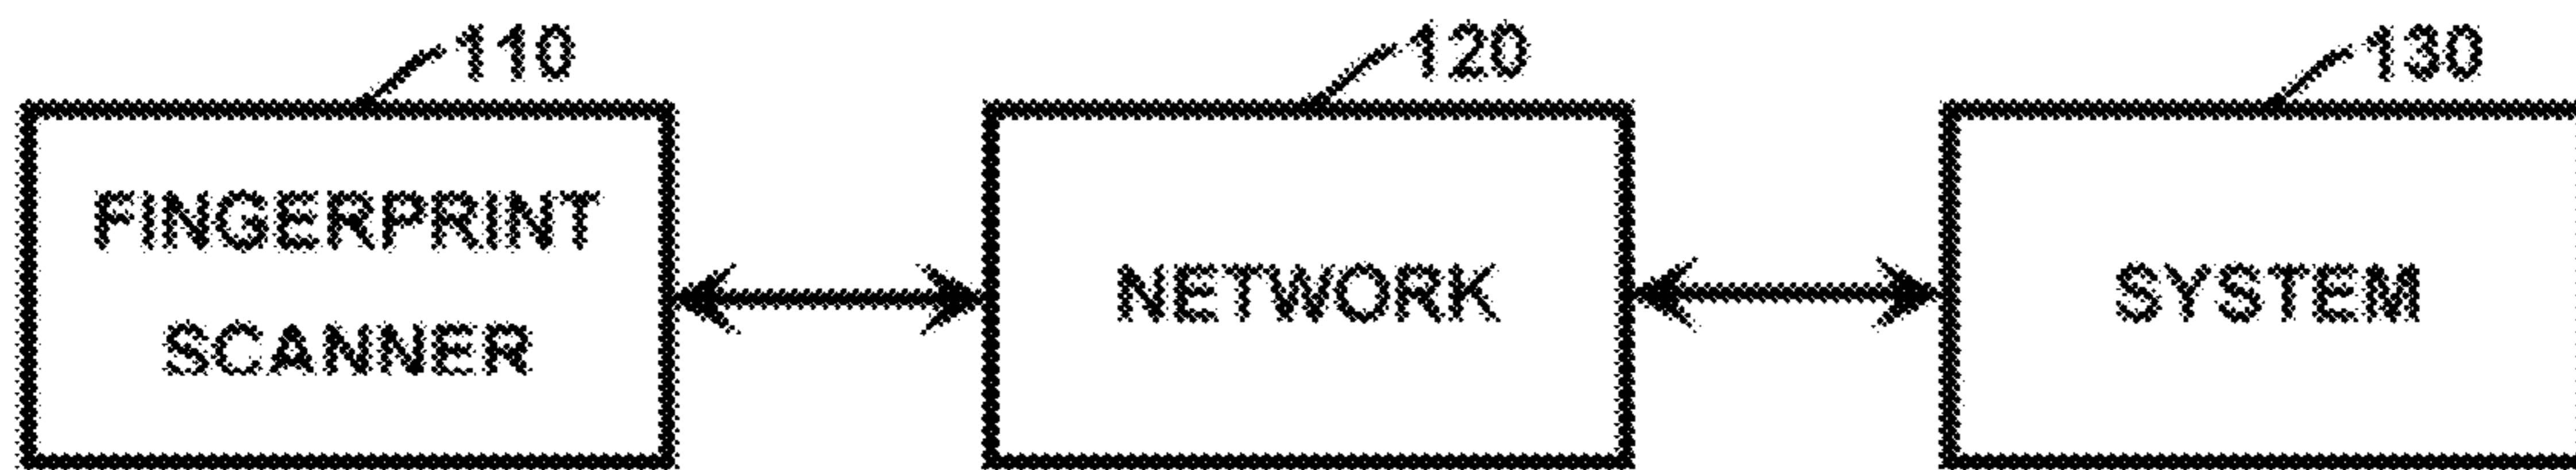 110
120
130
FINGERPRINT
SCANNER
NETWORK
SYSTEM